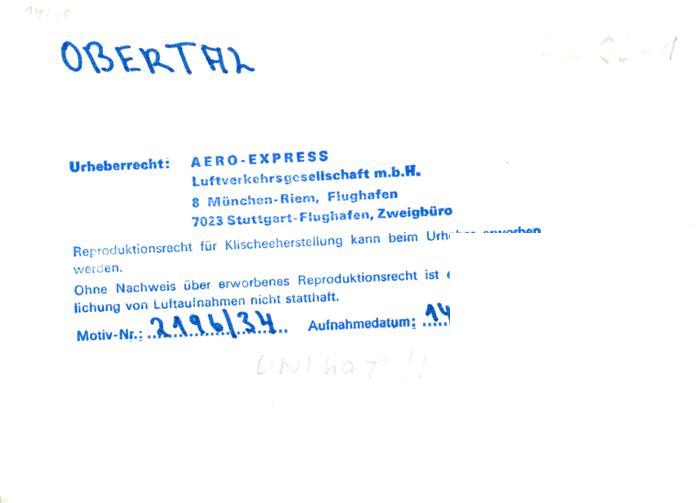 OBERTAL
Urheberrecht: AERO-EXPRESS
Luftverkehrsgesellschaft m.b.H.
8 München-Riem, Flughafen
7023 Stuttgart-Flughafen, Zweigbüro
Reproduktionsrecht für Klischeeherstellung kann beim erworben
werden.
Ohne Nachweis über erworbenes Reproduktionsrecht ist
lichung von Luftaufnahmen nicht statthaft.
Motiv-Nr.: 2196/34 Aufnahmedatum: 14
UNIKAT !!